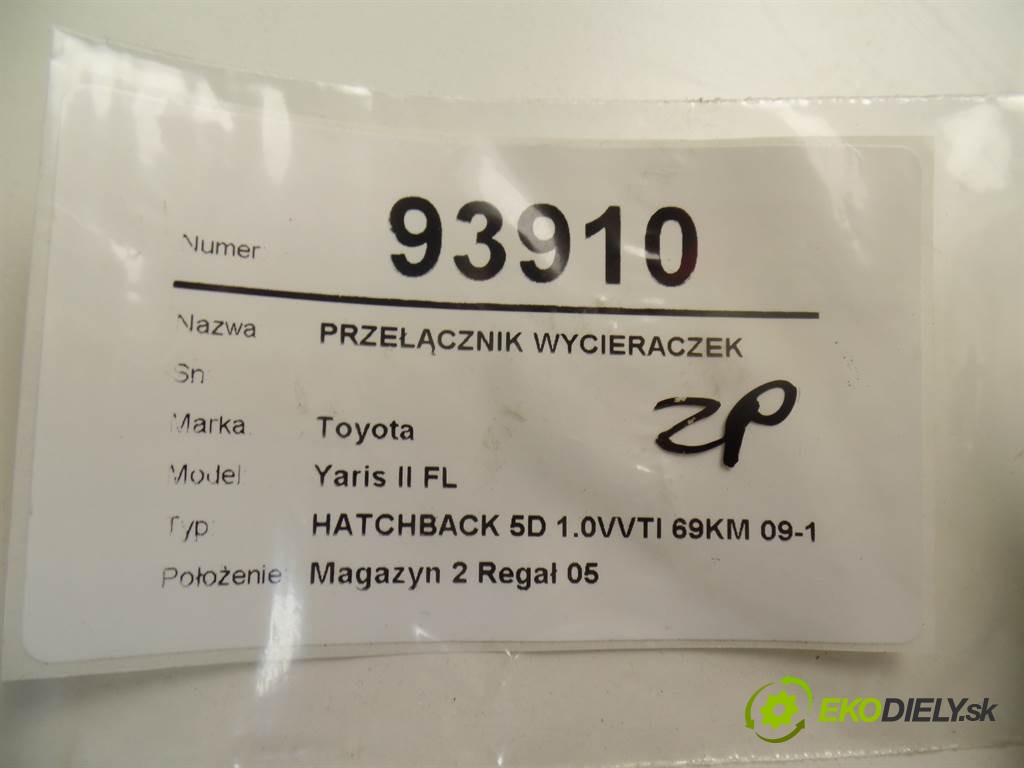 Numer 93910
Nazwa PRZEŁĄCZNIK WYCIERACZEK
Sn
Marka Toyota
ZP
Model Yaris II FL
Typ HATCHBACK 5D 1.0VVTI 69KM 09-1
Położenie Magazyn 2 Regał 05
EKODIELY.sk